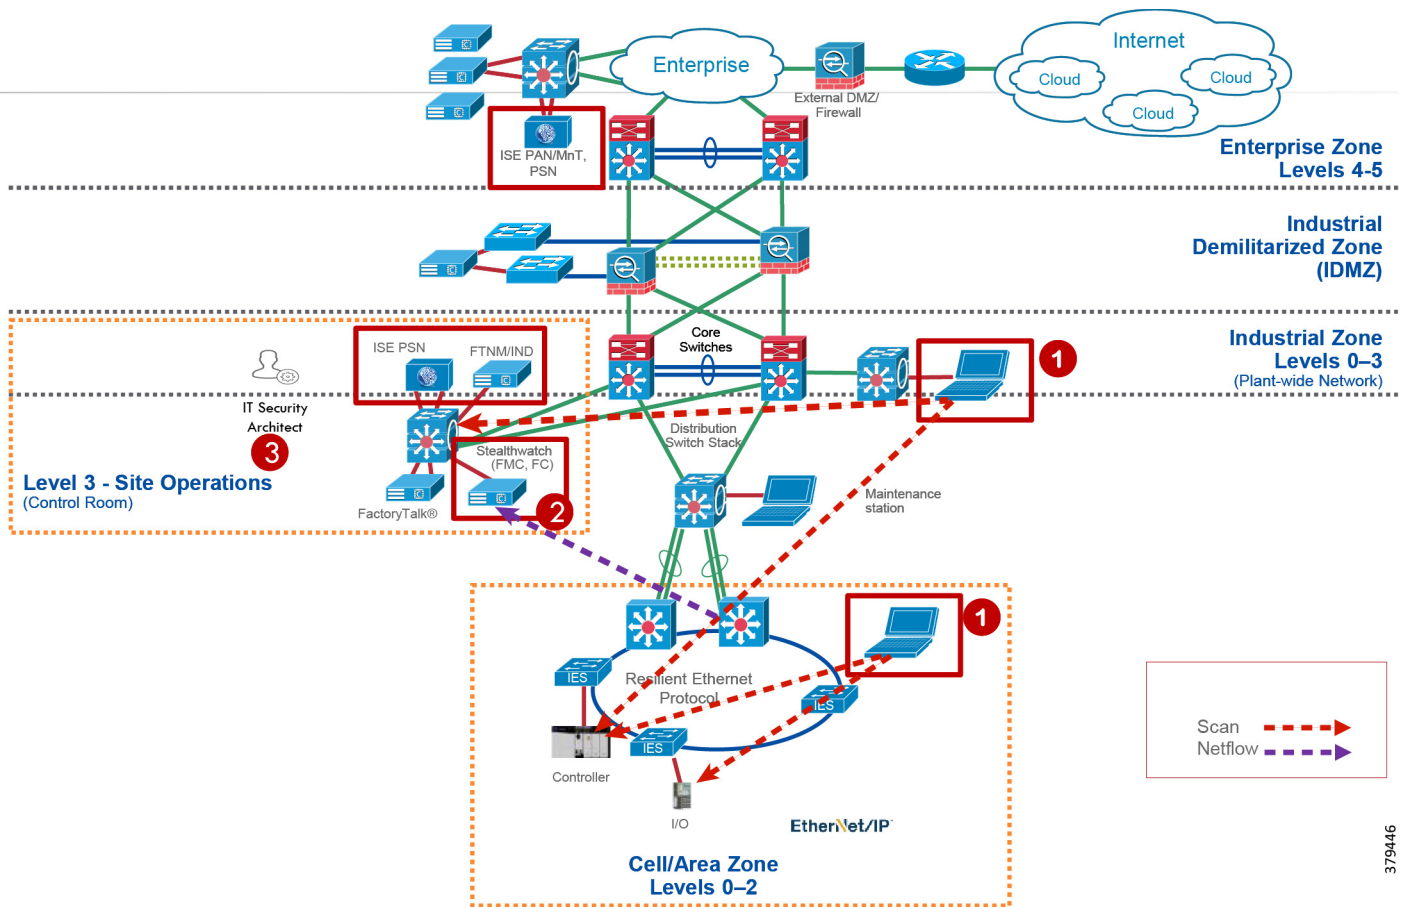 Internet
Enterprise
Cloud
Cloud
Cloud
External DMZ/
Firewall
ISE PAN/MnT,
PSN
Enterprise Zone
Levels 4-5
Industrial
Demilitarized Zone
(IDMZ)
Core
Switches
Industrial Zone
Levels 0–3
(Plant-wide Network)
1
ISE PSN
FTNM/IND
IT Security
Architect
3
Distribution
Switch Stack
Stealthwatch
(FMC, FC)
Level 3 - Site Operations
(Control Room)
FactoryTalk®
2
Maintenance
station
1
IES
Resilient Ethernet
Protocol
IES
IES
Controller
I/O
EtherNet/IP™
Cell/Area Zone
Levels 0–2
Scan
Netflow
379446